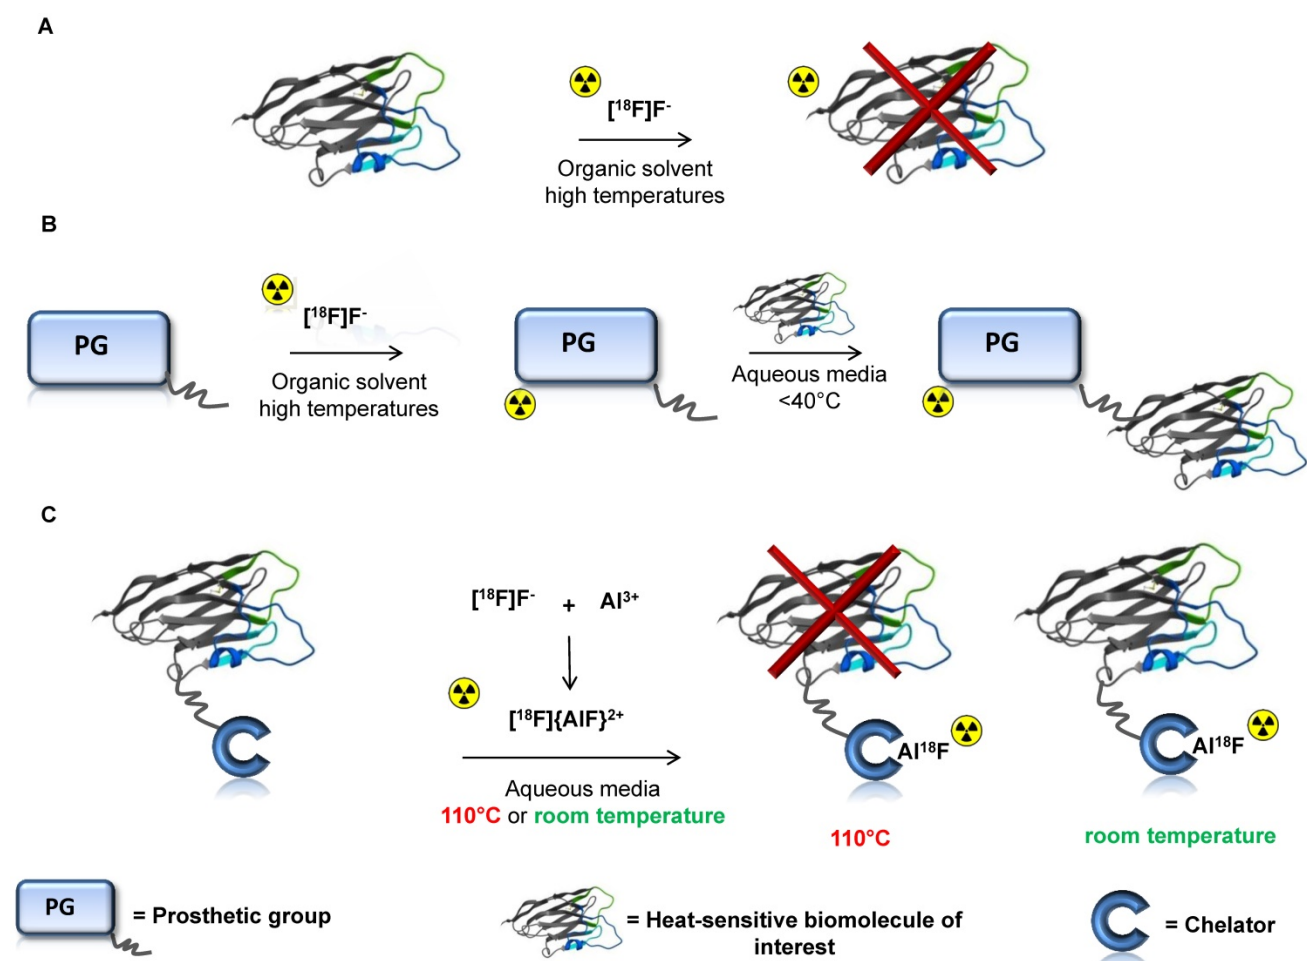 A
[¹⁸F]F⁻
Organic solvent
high temperatures
B
PG
[¹⁸F]F⁻
Organic solvent
high temperatures
PG
Aqueous media
<40°C
PG
C
[¹⁸F]F⁻ + Al³⁺
[¹⁸F]{AlF}²⁺
Aqueous media
110°C or room temperature
Al¹⁸F
110°C
Al¹⁸F
room temperature
PG
= Prosthetic group
= Heat-sensitive biomolecule of
interest
= Chelator